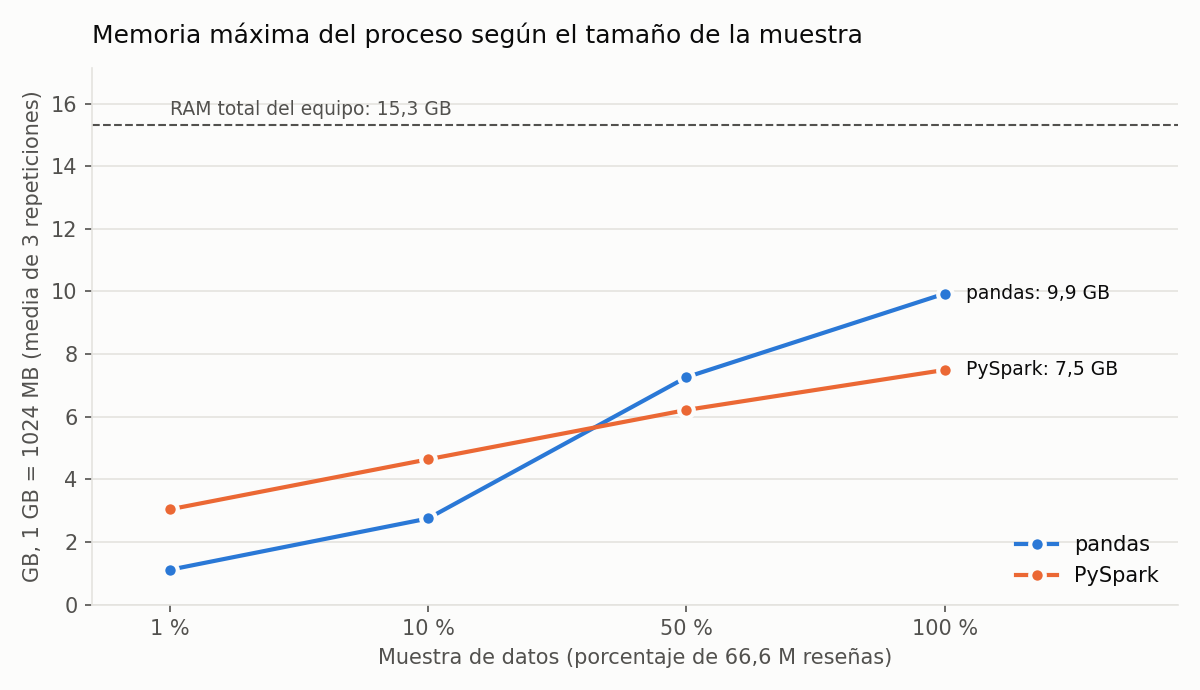 Memoria máxima del proceso según el tamaño de la muestra
GB, 1 GB = 1024 MB (media de 3 repeticiones)
16
14
12
10
8
6
4
2
0
RAM total del equipo: 15,3 GB
pandas: 9,9 GB
PySpark: 7,5 GB
pandas
PySpark
1 %
10 %
50 %
100 %
Muestra de datos (porcentaje de 66,6 M reseñas)